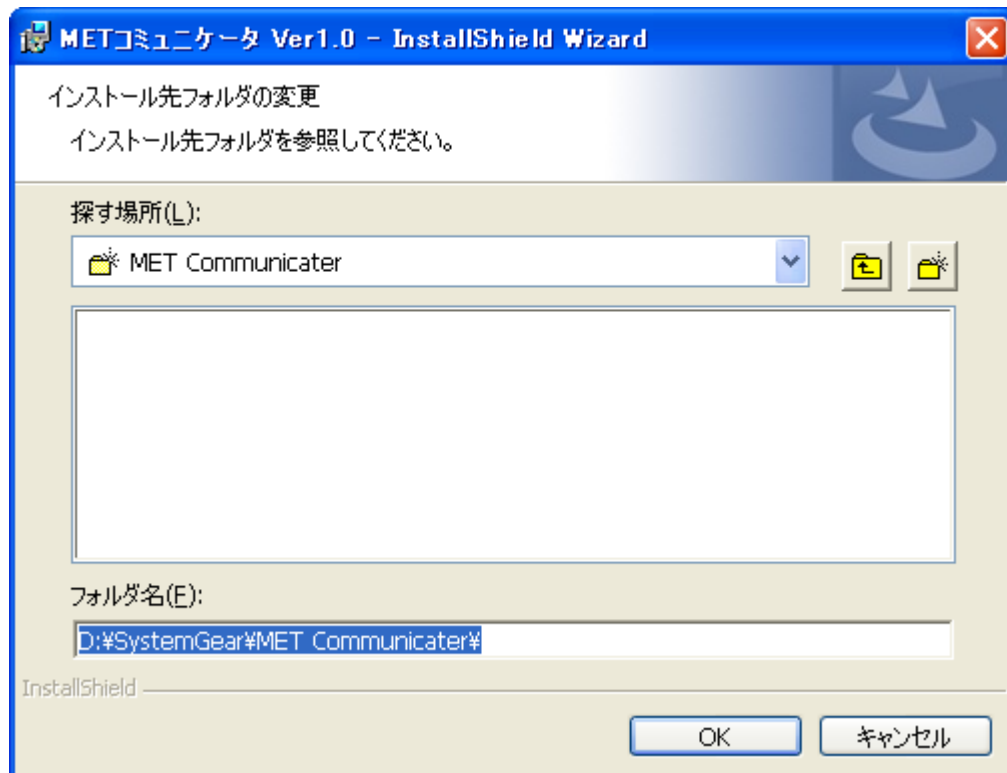 METコミュニケータ Ver1.0 - InstallShield Wizard
インストール先フォルダの変更
インストール先フォルダを参照してください。
探す場所(L):
MET Communicater
フォルダ名(F):
D:¥SystemGear¥MET Communicater¥
InstallShield
OK キャンセル